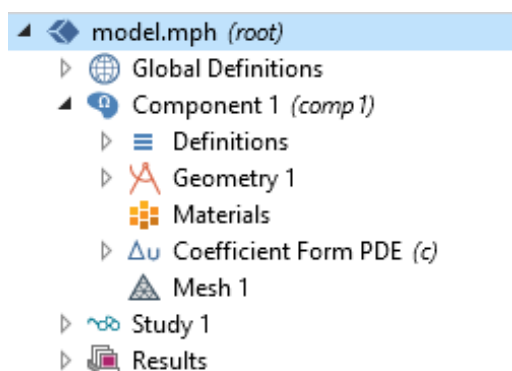 model.mph (root)
Global Definitions
Component 1 (comp1)
Definitions
Geometry 1
Materials
Δu Coefficient Form PDE (c)
Mesh 1
Study 1
Results